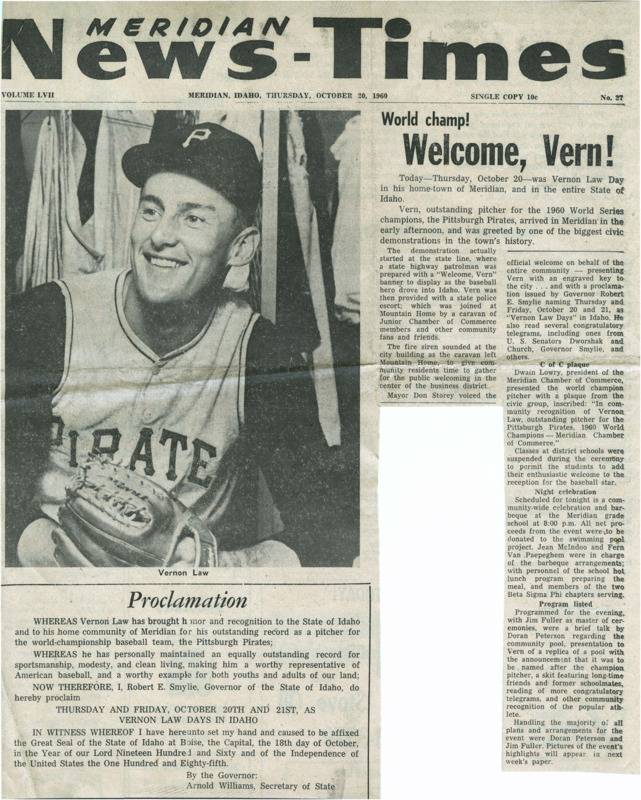 MERIDIAN
News-Times
VOLUME LVII
MERIDIAN, IDAHO, THURSDAY, OCTOBER 20, 1960
SINGLE COPY 10c
No. 27
P
PIRATE
Vernon Law
World champ!
Welcome, Vern!
Today—Thursday, October 20—was Vernon Law Day
in his home-town of Meridian, and in the entire State of
Idaho.
Vern, outstanding pitcher for the 1960 World Series
champions, the Pittsburgh Pirates, arrived in Meridian in the
early afternoon, and was greeted by one of the biggest civic
demonstrations in the town's history.
The demonstration actually
started at the state line, where
a state highway patrolman was
prepared with a "Welcome, Vern"
banner to display as the baseball
hero drove into Idaho. Vern was
then provided with a state police
escort; which was joined at
Mountain Home by a caravan of
Junior Chamber of Commerce
members and other community
fans and friends.
The fire siren sounded at the
city building as the caravan left
Mountain Home, to give com-
munity residents time to gather
for the public welcoming in the
center of the business district.
Mayor Don Storey voiced the
official welcome on behalf of the
entire community — presenting
Vern with an engraved key to
the city . . . and with a proclama-
tion issued by Governor Robert
E. Smylie naming Thursday and
Friday, October 20 and 21, as
"Vernon Law Days" in Idaho. He
also read several congratulatory
telegrams, including ones from
U. S. Senators Dworshak and
Church, Governor Smylie, and
others.
C of C plaque
Dwain Lowry, president of the
Meridian Chamber of Commerce,
presented the world champion
pitcher with a plaque from the
civic group, inscribed: "In com-
munity recognition of Vernon
Law, outstanding pitcher for the
Pittsburgh Pirates. 1960 World
Champions — Meridian Chamber
of Commerce."
Classes at district schools were
suspended during the ceremony
to permit the students to add
their enthusiastic welcome to the
reception for the baseball star.
Night celebration
Scheduled for tonight is a com-
munity-wide celebration and bar-
beque at the Meridian grade
school at 8:00 p.m. All net pro-
ceeds from the event were to be
donated to the swimming pool
project. Jean McIndoo and Fern
Van Psepeghem were in charge
of the barbeque arrangements;
with personnel of the school hot
lunch program preparing the
meal, and members of the two
Beta Sigma Phi chapters serving.
Program listed
Programmed for the evening,
with Jim Fuller as master of cer-
emonies, were a brief talk by
Doran Peterson regarding the
community pool, presentation to
Vern of a replica of a pool with
the announcement that it was to
be named after the champion
pitcher, a skit featuring long-time
friends and former schoolmates,
reading of more congratulatory
telegrams, and other community
recognition of the popular ath-
lete.
Handling the majority of all
plans and arrangements for the
event were Doran Peterson and
Jim Fuller. Pictures of the event's
highlights will appear in next
week's paper.
Proclamation
WHEREAS Vernon Law has brought honor and recognition to the State of Idaho
and to his home community of Meridian for his outstanding record as a pitcher for
the world-championship baseball team, the Pittsburgh Pirates;
WHEREAS he has personally maintained an equally outstanding record for
sportsmanship, modesty, and clean living, making him a worthy representative of
American baseball, and a worthy example for both youths and adults of our land;
NOW THEREFORE, I, Robert E. Smylie, Governor of the State of Idaho, do
hereby proclaim
THURSDAY AND FRIDAY, OCTOBER 20TH AND 21ST, AS
VERNON LAW DAYS IN IDAHO
IN WITNESS WHEREOF I have hereunto set my hand and caused to be affixed
the Great Seal of the State of Idaho at Boise, the Capital, the 18th day of October,
in the Year of our Lord Nineteen Hundred and Sixty and of the Independence of
the United States the One Hundred and Eighty-fifth.
By the Governor:
Arnold Williams, Secretary of State